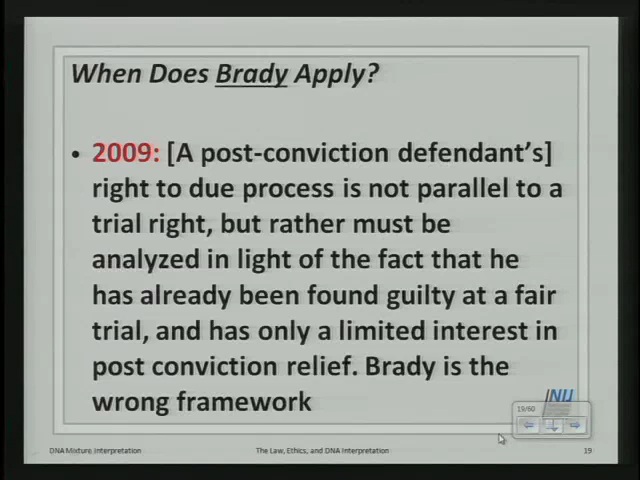 When Does Brady Apply?
• 2009: [A post-conviction defendant's]
right to due process is not parallel to a
trial right, but rather must be
analyzed in light of the fact that he
has already been found guilty at a fair
trial, and has only a limited interest in
post conviction relief. Brady is the
wrong framework
NIJ
19/60
DNA Mixture Interpretation
The Law, Ethics, and DNA Interpretation
19